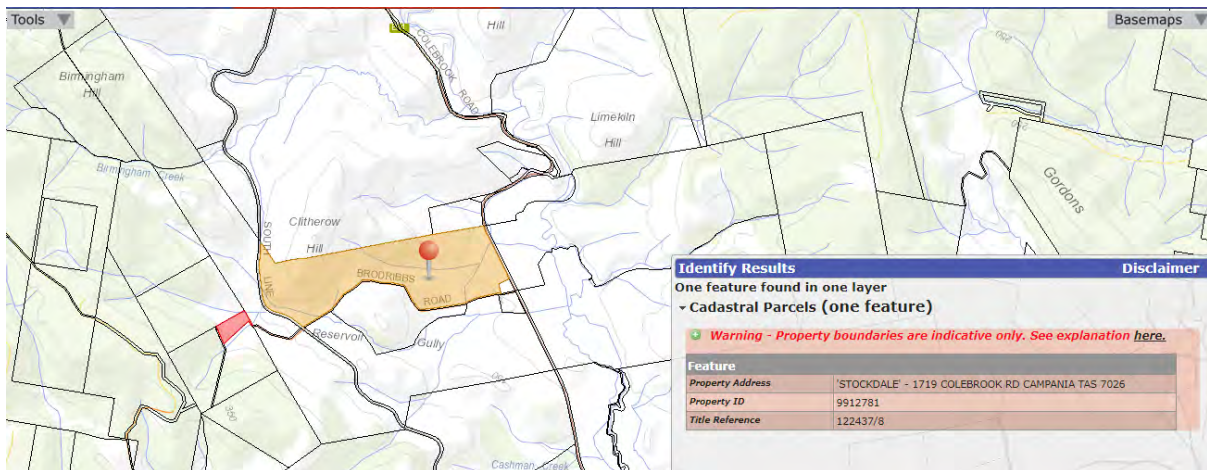 Tools
Basemaps
Hill
COLEBROOK ROAD
Birmingham
Hill
Limekiln
Hill
Birmingham Creek
Gordons
Clitherow
Hill
SOUTH LINE
BRODRIBBS ROAD
Reservoir Gully
Cashman Creek
350
Identify Results
Disclaimer
One feature found in one layer
Cadastral Parcels (one feature)
Warning - Property boundaries are indicative only. See explanation here.
Feature
Property Address 'STOCKDALE' - 1719 COLEBROOK RD CAMPANIA TAS 7026
Property ID 9912781
Title Reference 122437/8